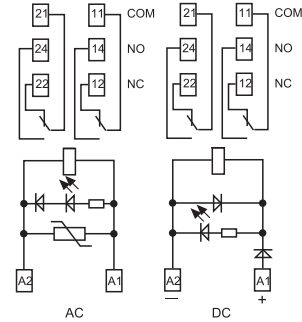 21 11 COM 21 11 COM
24 14 NO 24 14 NO
22 12 NC 22 12 NC
A2 A1 A2 A1
— +
AC DC